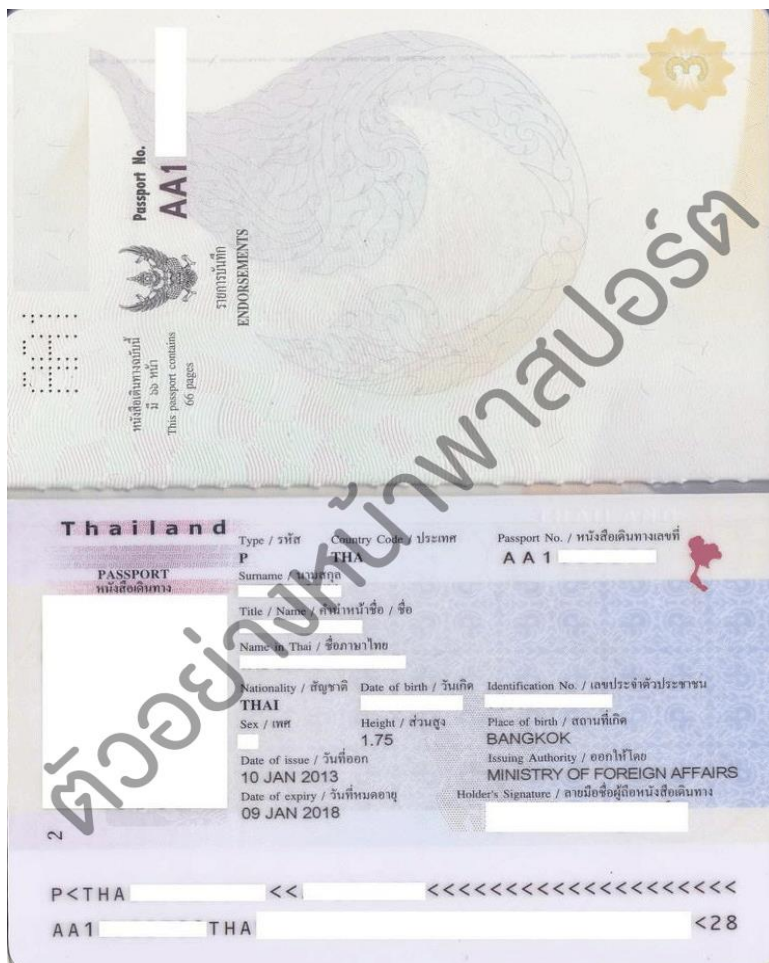 Passport No.
AA1
รายการบันทึก
ENDORSEMENTS
หนังสือเดินทางฉบับนี้
มี ๖๖ หน้า
This passport contains
66 pages
ตัวอย่างหน้าพาสปอร์ต
Thailand
PASSPORT
หนังสือเดินทาง
Type / รหัส Country Code / ประเทศ Passport No. / หนังสือเดินทางเลขที่
P THA AA1
Surname / นามสกุล
Title / Name / คำนำหน้าชื่อ / ชื่อ
Name in Thai / ชื่อภาษาไทย
Nationality / สัญชาติ Date of birth / วันเกิด Identification No. / เลขประจำตัวประชาชน
THAI
Sex / เพศ Height / ส่วนสูง Place of birth / สถานที่เกิด
1.75 BANGKOK
Date of issue / วันที่ออก Issuing Authority / ออกให้โดย
10 JAN 2013 MINISTRY OF FOREIGN AFFAIRS
Date of expiry / วันที่หมดอายุ Holder's Signature / ลายมือชื่อผู้ถือหนังสือเดินทาง
09 JAN 2018
2
P<THA << <<<<<<<<<<<<<<<<<<<<
AA1 THA <28